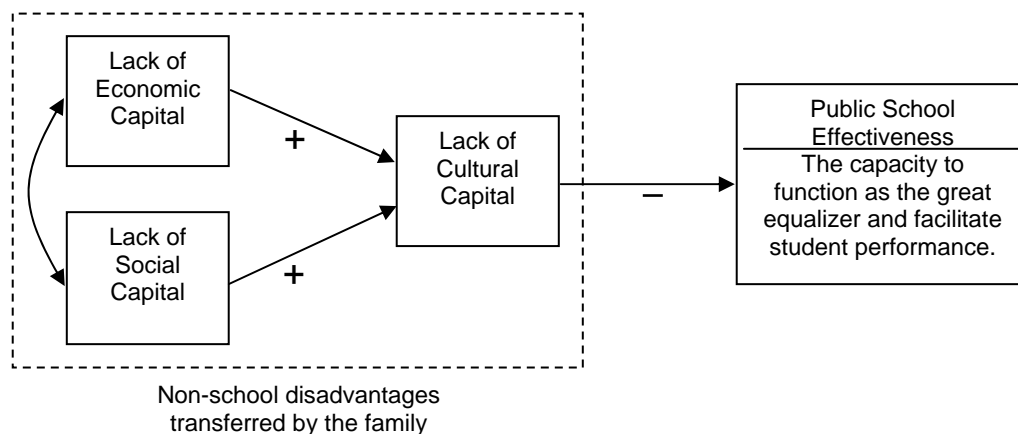 Lack of
Economic
Capital
+
Lack of
Social
Capital
+
Lack of
Cultural
Capital
–
Public School
Effectiveness
The capacity to
function as the great
equalizer and facilitate
student performance.
Non-school disadvantages
transferred by the family